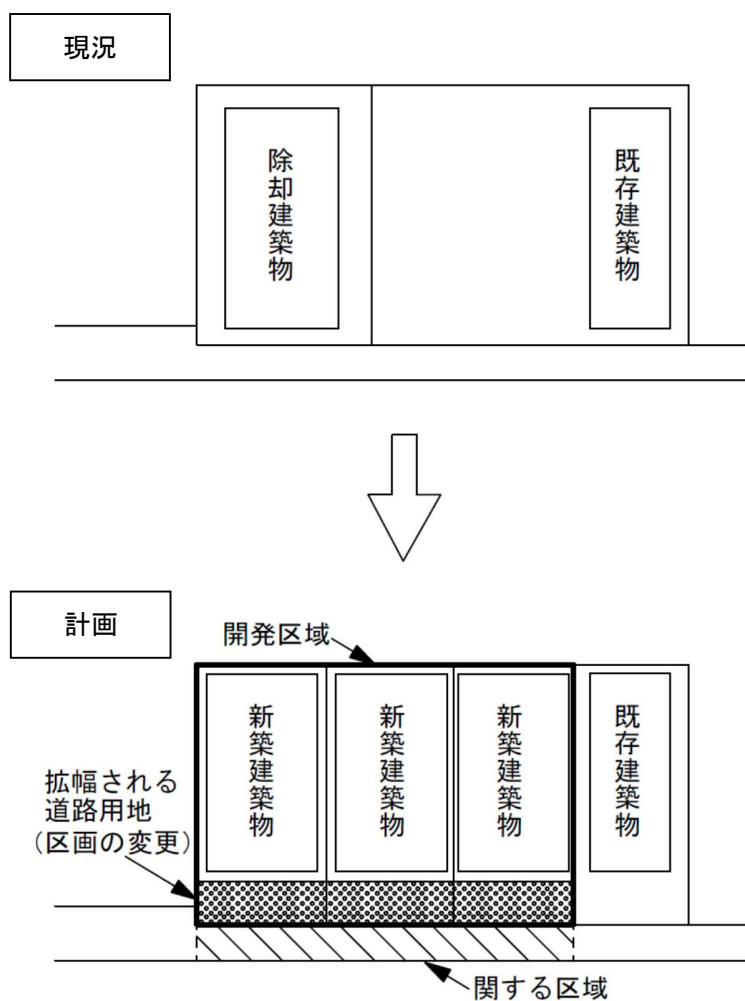 現況
除却建築物
既存建築物
計画
開発区域
新築建築物
新築建築物
新築建築物
既存建築物
拡幅される
道路用地
（区画の変更）
関する区域